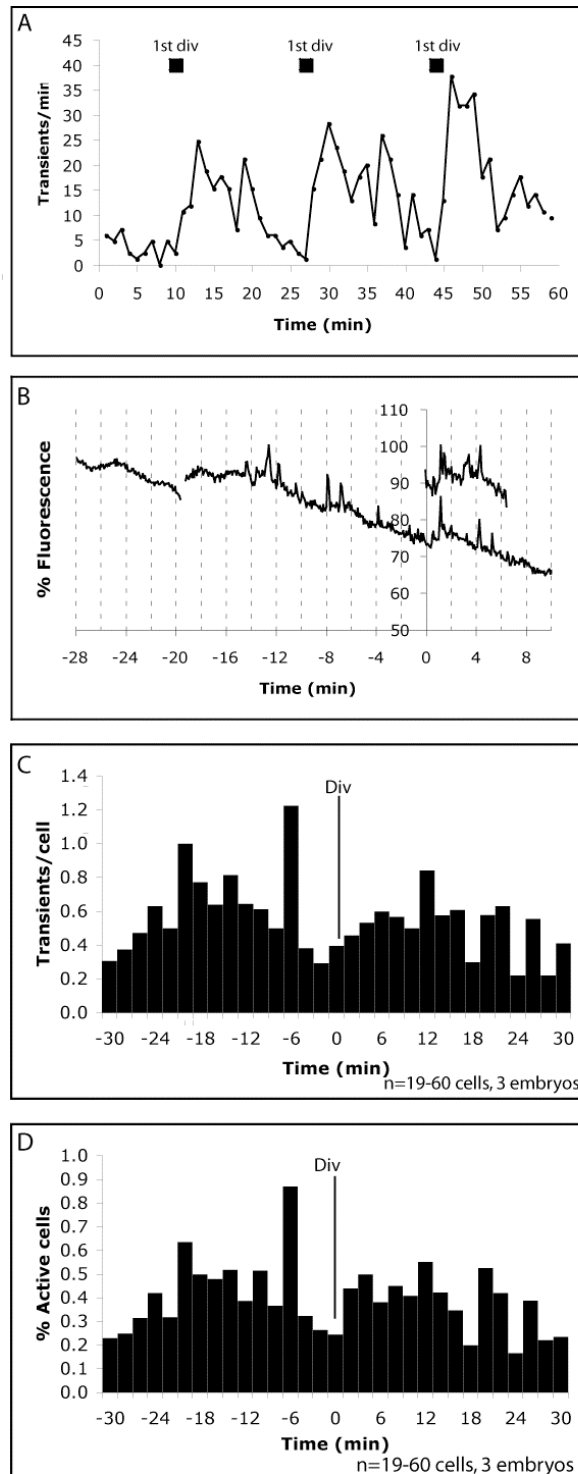 A
1st div 1st div 1st div
Transients/min
45
40
35
30
25
20
15
10
5
0
1 5 10 15 20 25 30 35 40 45 50 55 60
Time (min)
B
% Fluorescence
110
100
90
80
70
60
50
-28 -24 -20 -16 -12 -8 -4 0 4 8
Time (min)
C
Div
Transients/cell
1.4
1.2
1.0
0.8
0.6
0.4
0.2
0.0
-30 -24 -18 -12 -6 0 6 12 18 24 30
Time (min)
n=19-60 cells, 3 embryos
D
Div
% Active cells
1.0
0.9
0.8
0.7
0.6
0.5
0.4
0.3
0.2
0.1
0.0
-30 -24 -18 -12 -6 0 6 12 18 24 30
Time (min)
n=19-60 cells, 3 embryos